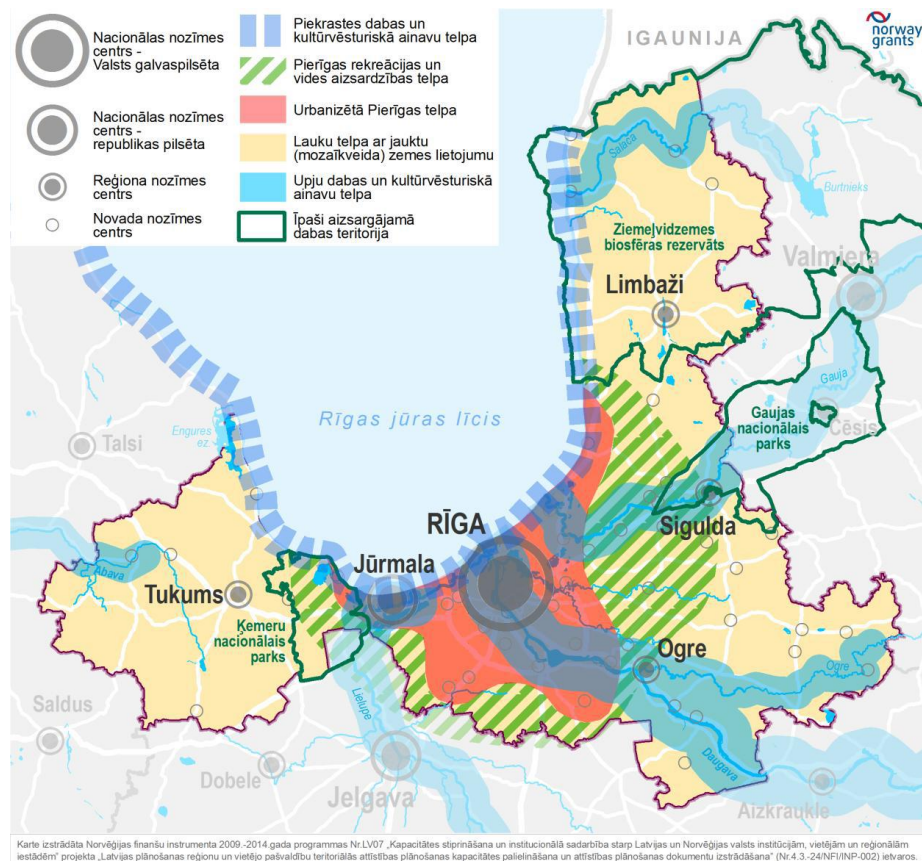 Nacionālas nozīmes
centrs -
Valsts galvaspilsēta
Nacionālas nozīmes
centrs -
republikas pilsēta
Reģiona nozīmes
centrs
Novada nozīmes
centrs
Piekrastes dabas un
kultūrvēsturiskā ainavu telpa
Pierīgas rekreācijas un
vides aizsardzības telpa
Urbanizētā Pierīgas telpa
Lauku telpa ar jauktu
(mozaīkveida) zemes lietojumu
Upju dabas un kultūrvēsturiskā
ainavu telpa
Īpaši aizsargājamā
dabas teritorija
norway
grants
IGAUNIJA
Salaca
Burtnieks
Ziemeļvidzemes
biosfēras rezervāts
Valmiera
Limbaži
Gauja
Rīgas jūras līcis
Gaujas
nacionālais
parks
Cēsis
Talsi
Engures
ez.
Sigulda
RĪGA
Jūrmala
Abava
Tukums
Ķemeru
nacionālais
parks
Ogre
Ogre
Lielupe
Saldus
Daugava
Dobele
Jelgava
Aizkraukle
Karte izstrādāta Norvēģijas finanšu instrumenta 2009.-2014.gada programmas Nr.LV07 „Kapacitātes stiprināšana un institucionālā sadarbība starp Latvijas un Norvēģijas valsts institūcijām, vietējām un reģionālām
iestādēm” projekta „Latvijas plānošanas reģionu un vietējo pašvaldību teritoriālās attīstības plānošanas kapacitātes palielināšana un attīstības plānošanas dokumentu izstrādāšana” (Nr.4.3.-24/NFI/INP-002) ietvaros